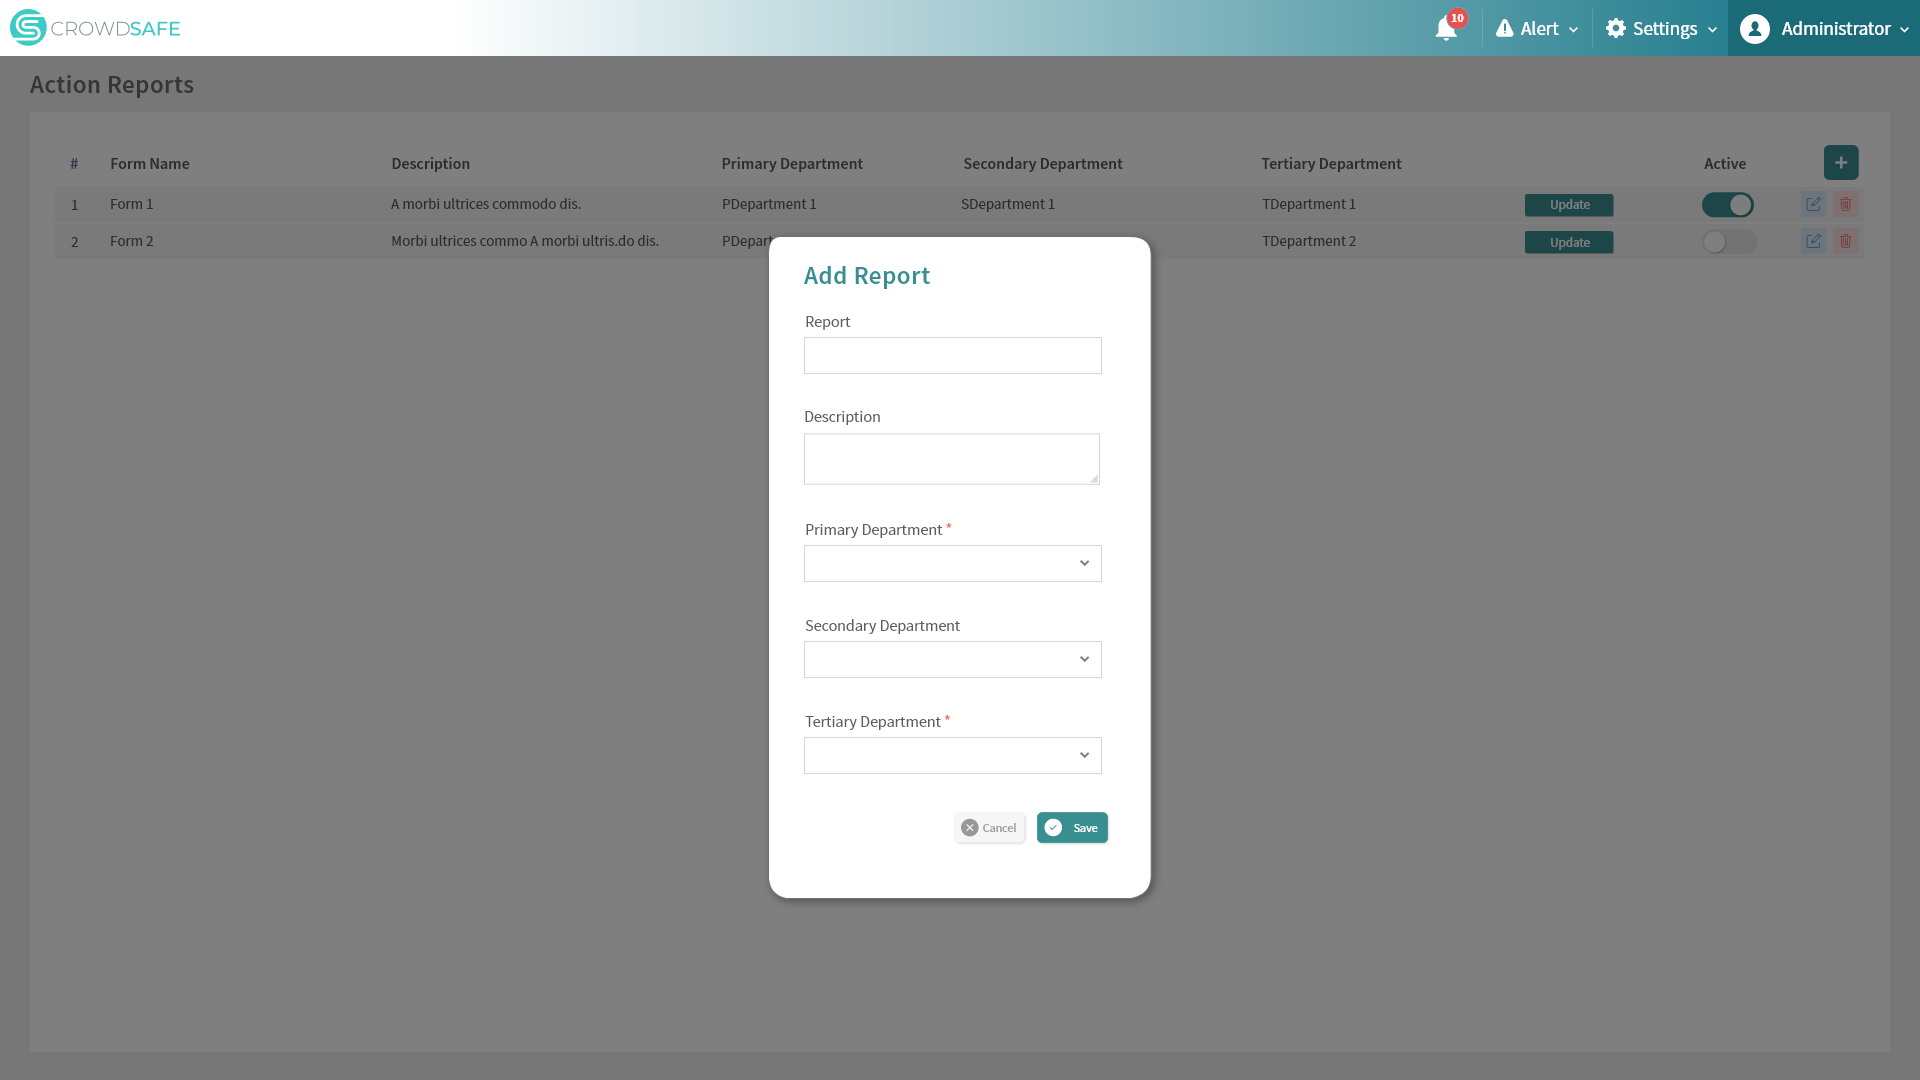 CROWDSAFE
10
Alert
Settings
Administrator
Action Reports
# Form Name Description Primary Department Secondary Department Tertiary Department Active +
1 Form 1 A morbi ultrices commodo dis. PDepartment 1 SDepartment 1 TDepartment 1 Update
2 Form 2 Morbi ultrices commo A morbi ultris.do dis. PDepart TDepartment 2 Update
Add Report
Report
Description
Primary Department *
Secondary Department
Tertiary Department *
Cancel Save